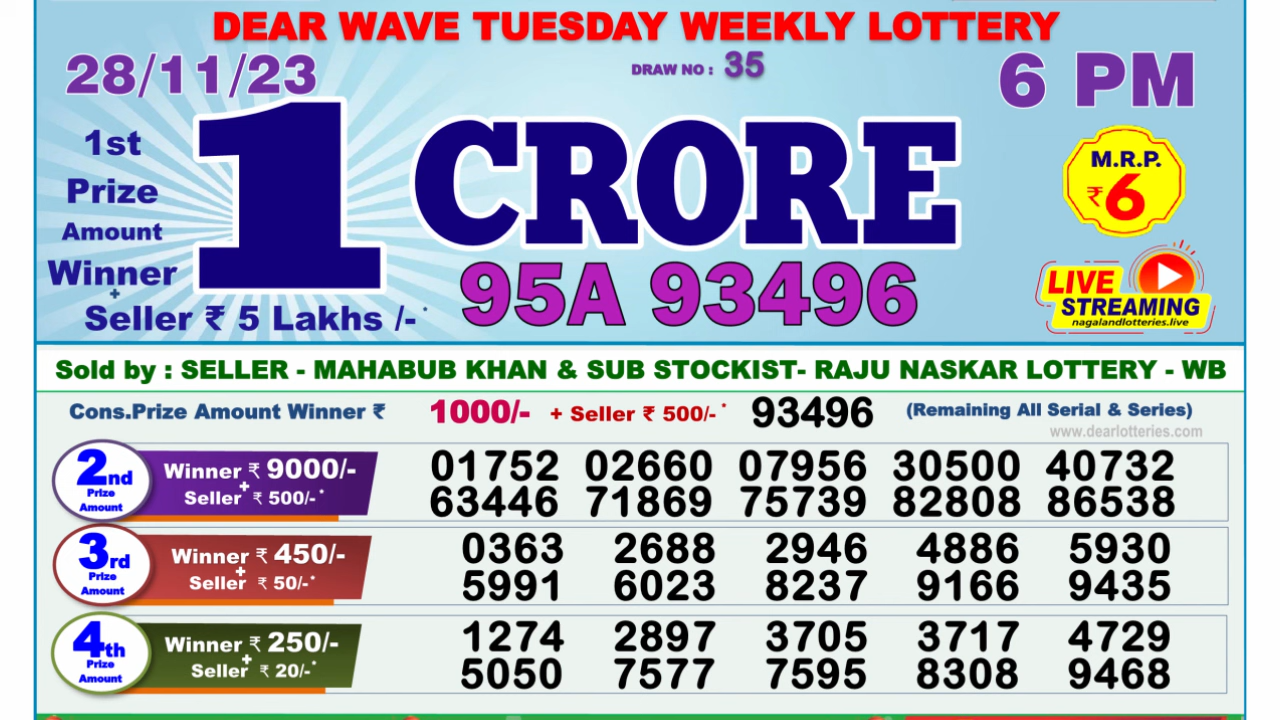 DEAR WAVE TUESDAY WEEKLY LOTTERY
28/11/23
DRAW NO : 35
6 PM
1st
Prize
Amount
Winner
+
Seller ₹ 5 Lakhs /-*
1 CRORE
95A 93496
M.R.P.
₹6
LIVE
STREAMING
nagalandlotteries.live
Sold by : SELLER - MAHABUB KHAN & SUB STOCKIST- RAJU NASKAR LOTTERY - WB
Cons.Prize Amount Winner ₹ 1000/- + Seller ₹ 500/-* 93496 (Remaining All Serial & Series)
www.dearlotteries.com
2nd
Prize
Amount
Winner ₹ 9000/-
+
Seller ₹ 500/-*
01752 02660 07956 30500 40732
63446 71869 75739 82808 86538
3rd
Prize
Amount
Winner ₹ 450/-
+
Seller ₹ 50/-*
0363 2688 2946 4886 5930
5991 6023 8237 9166 9435
4th
Prize
Amount
Winner ₹ 250/-
+
Seller ₹ 20/-*
1274 2897 3705 3717 4729
5050 7577 7595 8308 9468